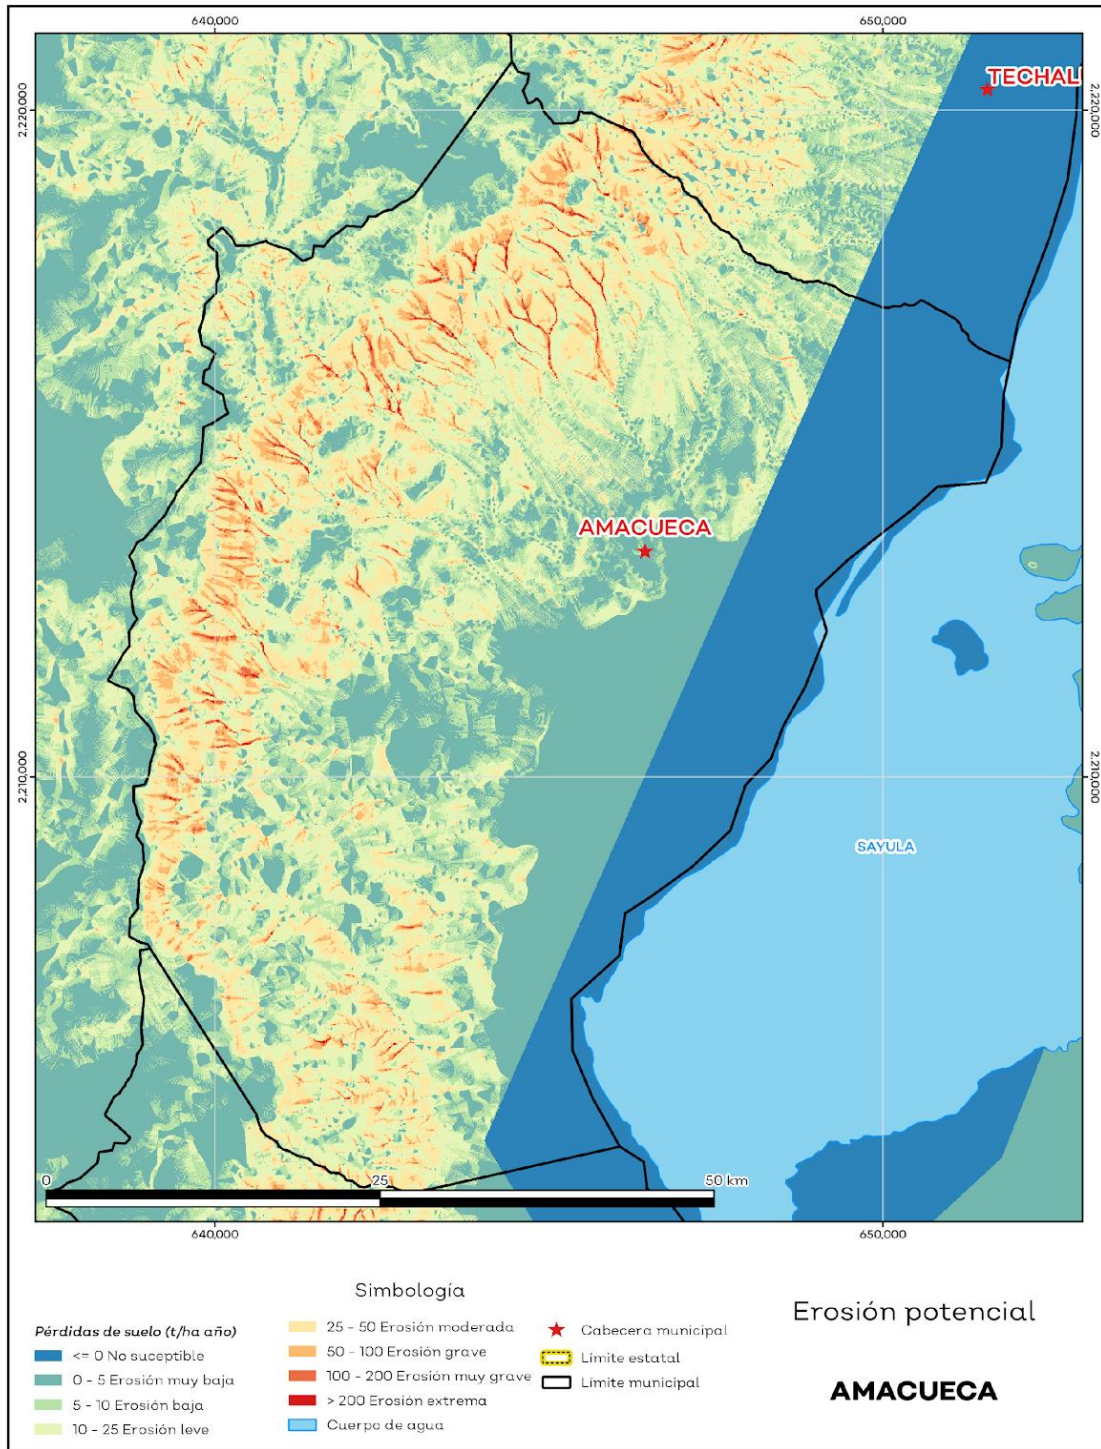 640,000
650,000
TECHAL
2,220,000
2,220,000
AMACUECA
2,210,000
2,210,000
SAYULA
0
25
50 km
640,000
650,000
Simbología
Pérdidas de suelo (t/ha año)
<= 0 No suceptible
0 - 5 Erosión muy baja
5 - 10 Erosión baja
10 - 25 Erosión leve
25 - 50 Erosión moderada
50 - 100 Erosión grave
100 - 200 Erosión muy grave
> 200 Erosión extrema
Cuerpo de agua
Cabecera municipal
Límite estatal
Límite municipal
Erosión potencial
AMACUECA